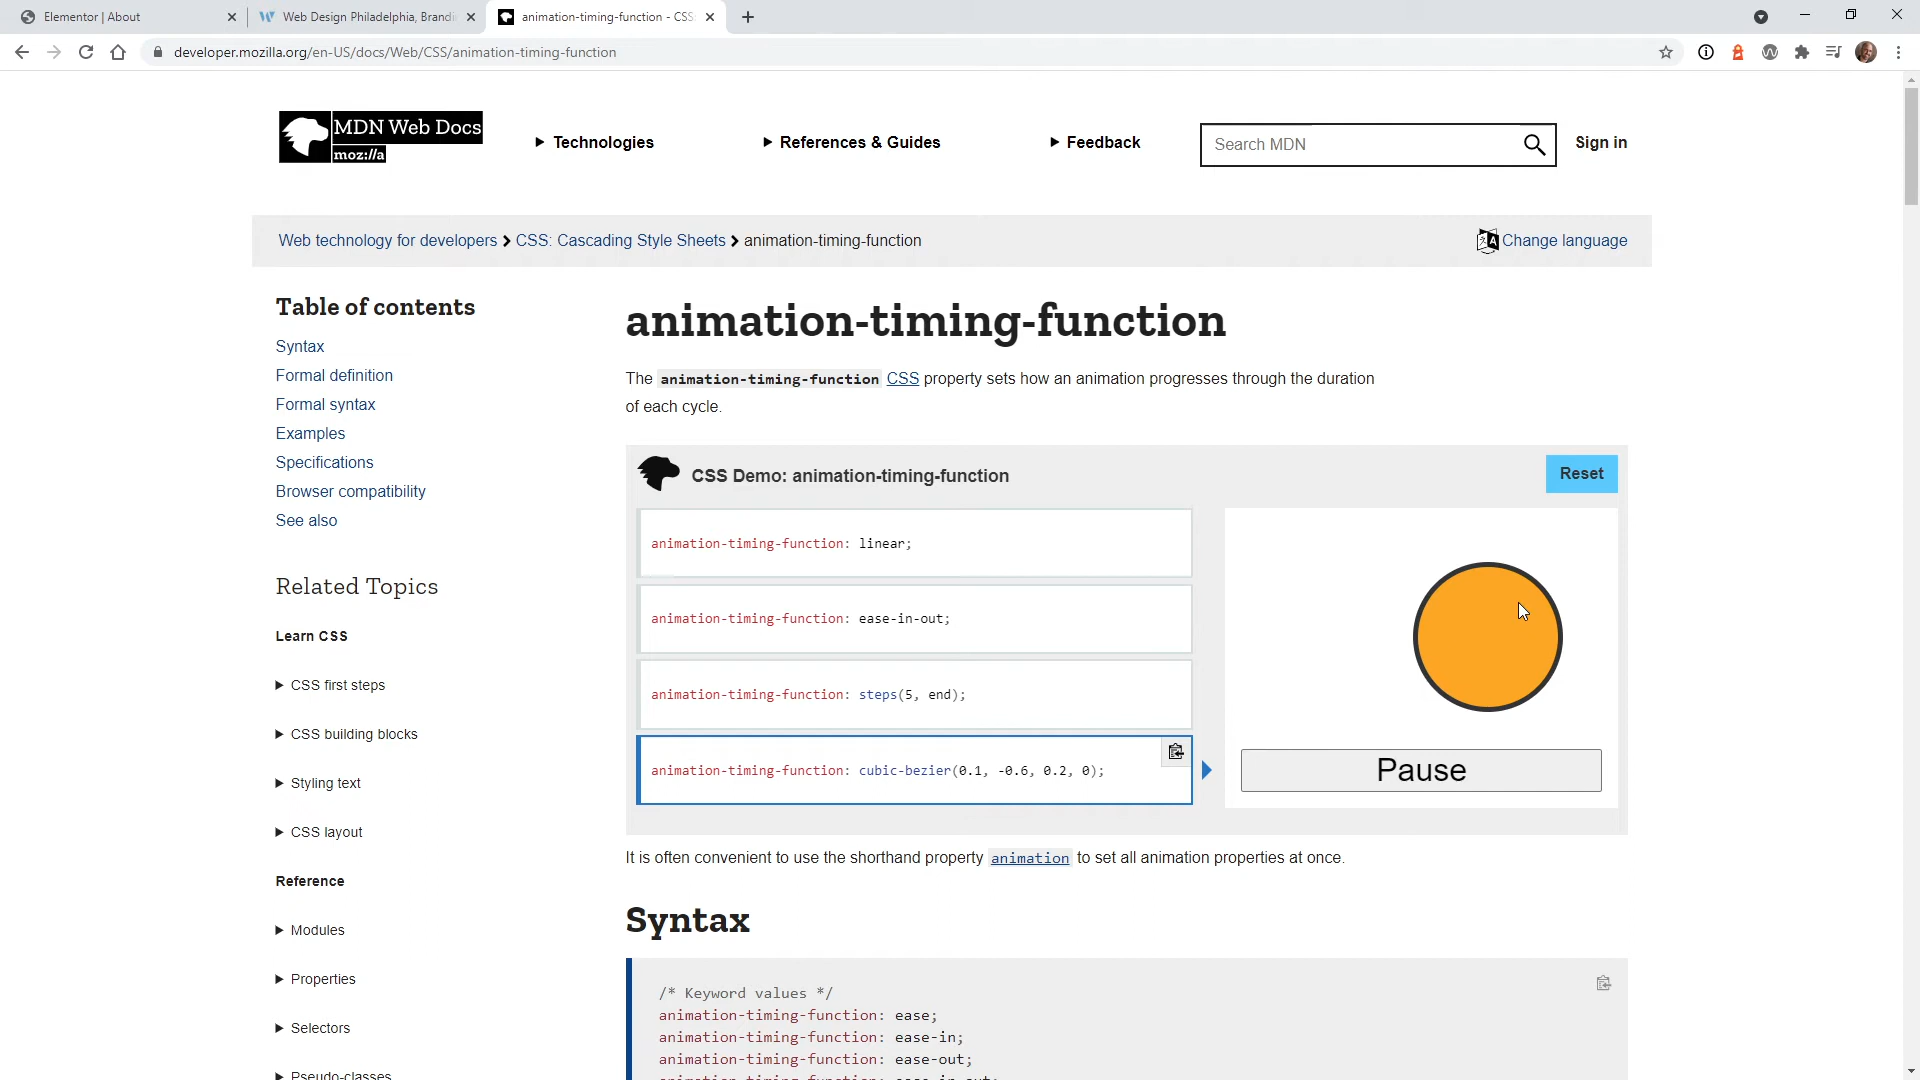 Elementor | About
Web Design Philadelphia, Brandi
animation-timing-function - CSS:
developer.mozilla.org/en-US/docs/Web/CSS/animation-timing-function
MDN Web Docs
moz://a
Technologies
References & Guides
Feedback
Search MDN
Sign in
Web technology for developers
CSS: Cascading Style Sheets
animation-timing-function
Change language
Table of contents
Syntax
Formal definition
Formal syntax
Examples
Specifications
Browser compatibility
See also
Related Topics
Learn CSS
CSS first steps
CSS building blocks
Styling text
CSS layout
Reference
Modules
Properties
Selectors
Pseudo-classes
animation-timing-function
The animation-timing-function CSS property sets how an animation progresses through the duration
of each cycle.
CSS Demo: animation-timing-function
Reset
animation-timing-function: linear;
animation-timing-function: ease-in-out;
animation-timing-function: steps(5, end);
animation-timing-function: cubic-bezier(0.1, -0.6, 0.2, 0);
Pause
It is often convenient to use the shorthand property animation to set all animation properties at once.
Syntax
/* Keyword values */
animation-timing-function: ease;
animation-timing-function: ease-in;
animation-timing-function: ease-out;
animation-timing-function: ease-in-out;